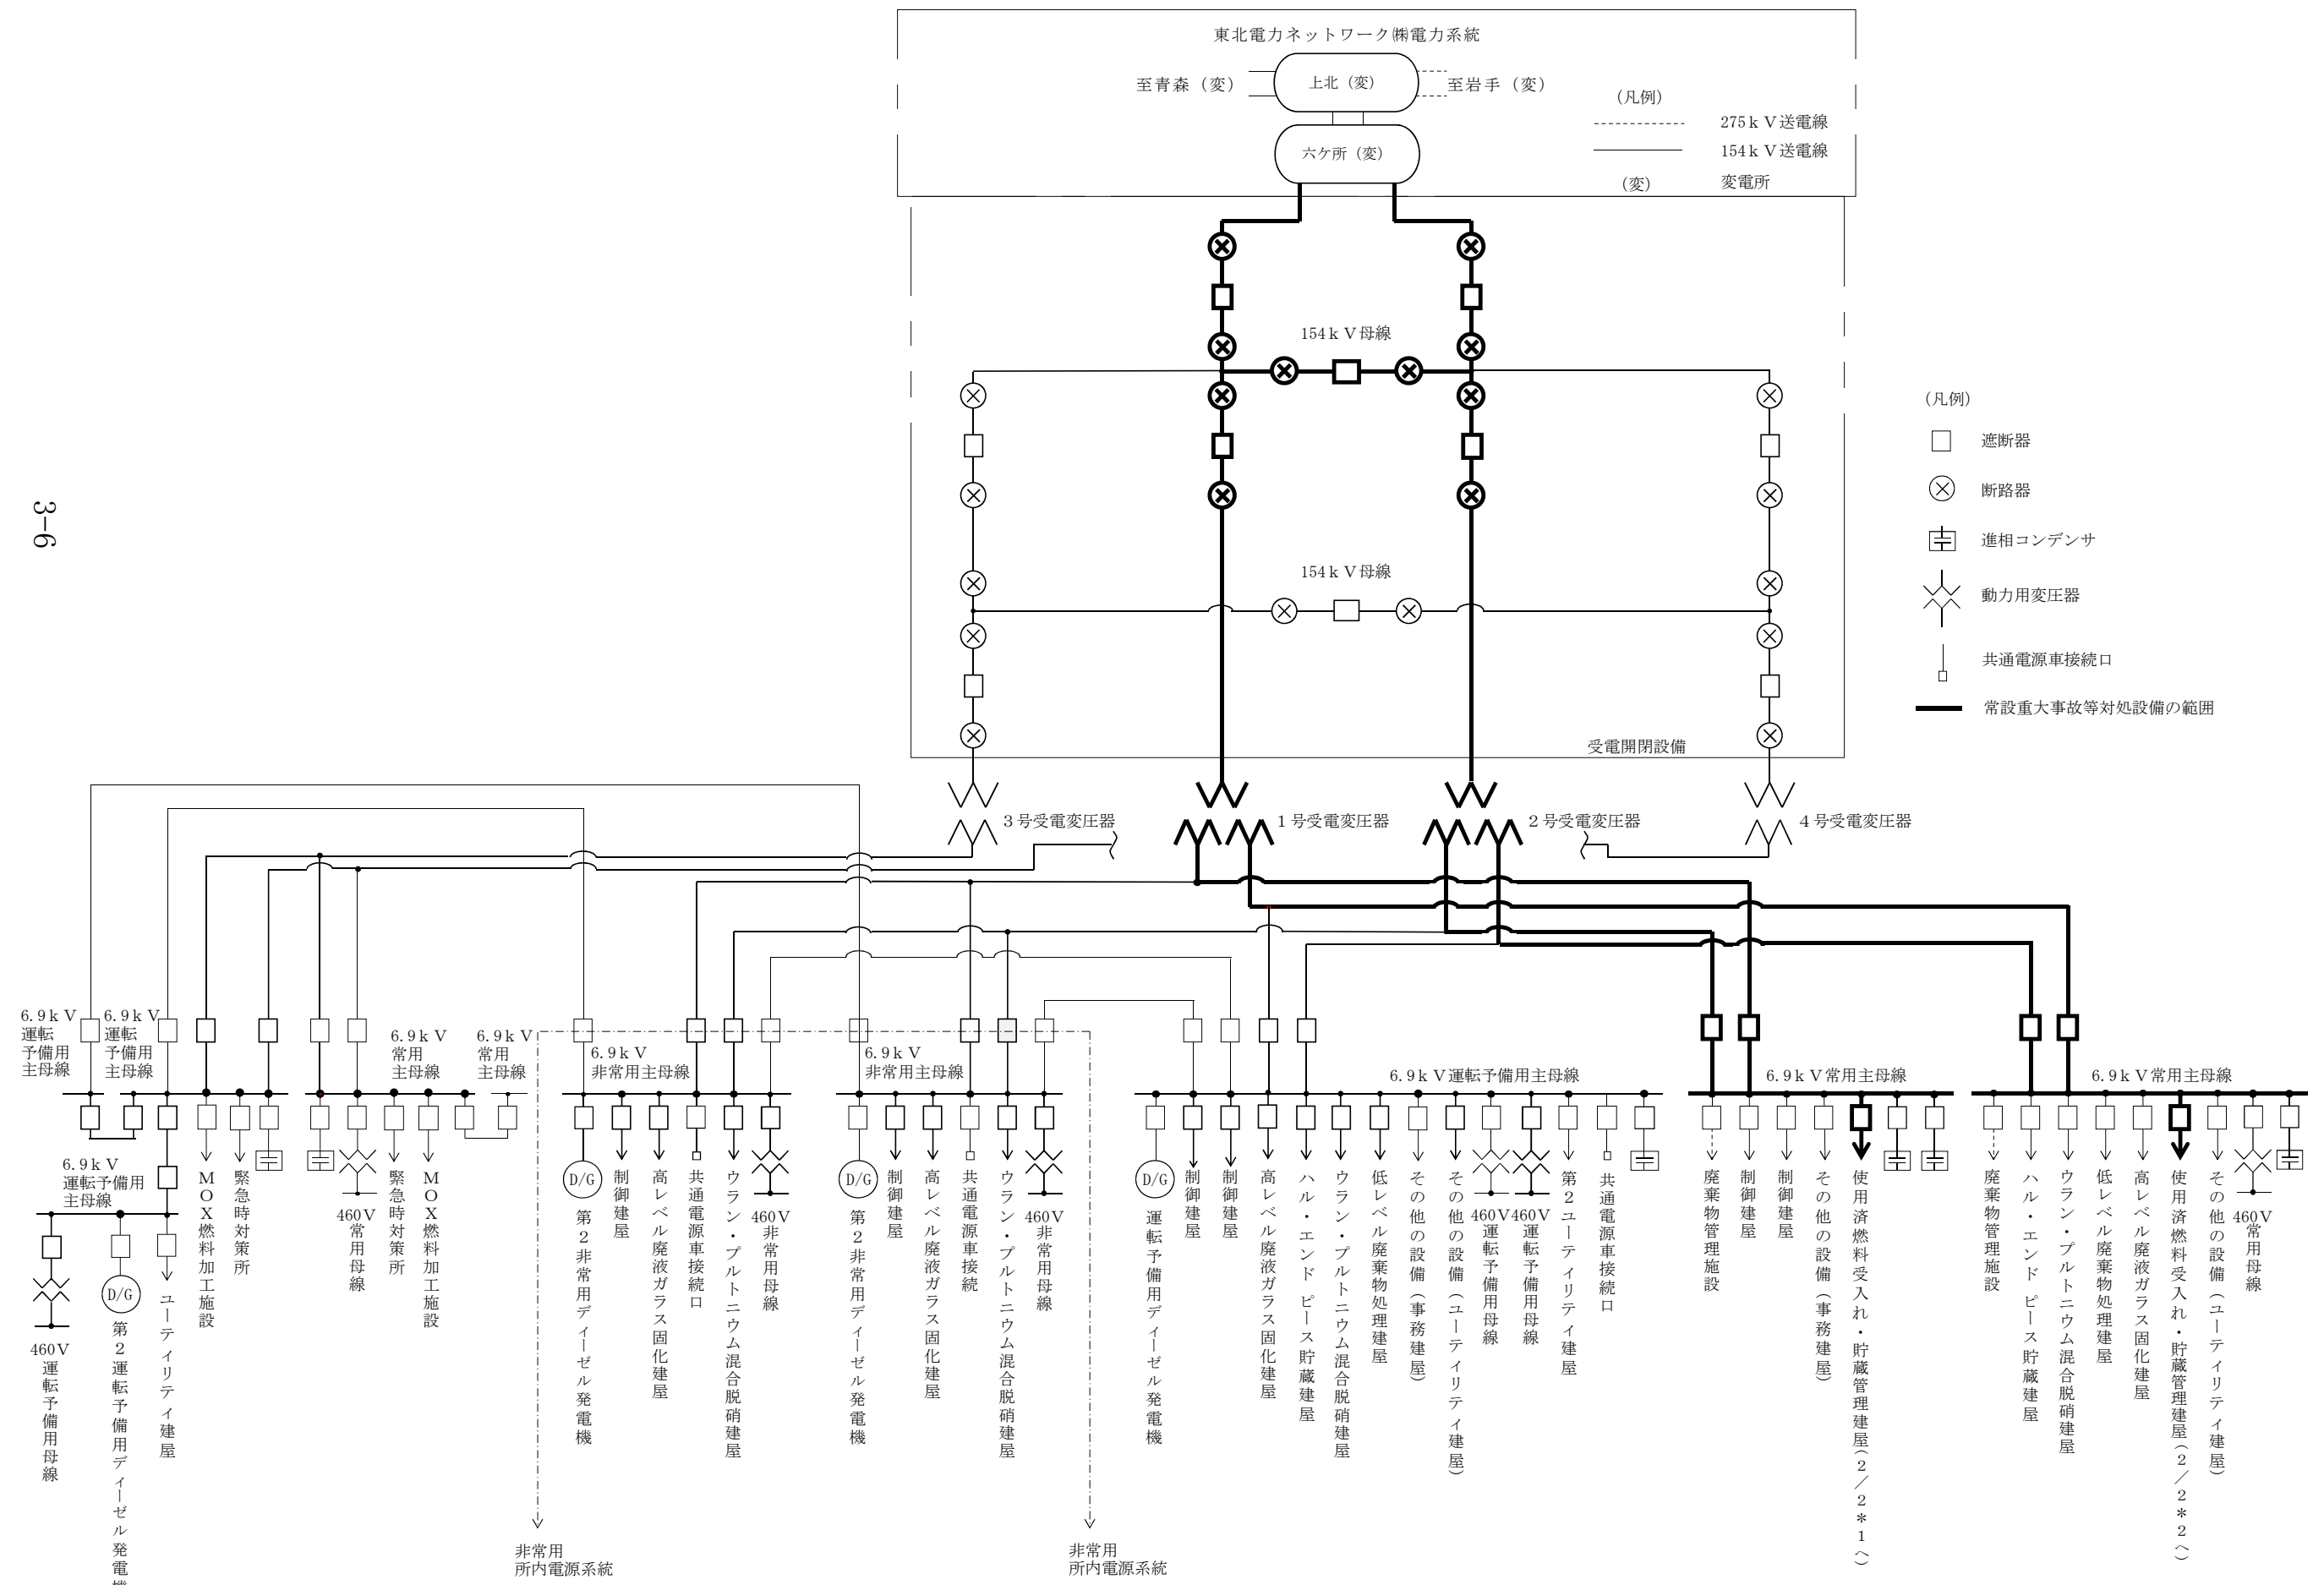 東北電力ネットワーク㈱電力系統
至青森（変）
上北（変）
至岩手（変）
六ケ所（変）
（凡例）
275ｋＶ送電線
154ｋＶ送電線
（変）
変電所
154ｋＶ母線
154ｋＶ母線
受電開閉設備
（凡例）
遮断器
断路器
進相コンデンサ
動力用変圧器
共通電源車接続口
常設重大事故等対処設備の範囲
3-6
３号受電変圧器
１号受電変圧器
２号受電変圧器
４号受電変圧器
6.9ｋＶ
運転
予備用
主母線
6.9ｋＶ
運転
予備用
主母線
6.9ｋＶ
常用
主母線
6.9ｋＶ
常用
主母線
6.9ｋＶ
非常用主母線
6.9ｋＶ
非常用主母線
6.9ｋＶ運転予備用主母線
6.9ｋＶ常用主母線
6.9ｋＶ常用主母線
6.9ｋＶ
運転予備用
主母線
D/G
460Ｖ
運転予備用母線
第２運転予備用ディーゼル発電機
ユーティリティ建屋
ＭＯＸ燃料加工施設
緊急時対策所
460Ｖ
常用母線
緊急時対策所
ＭＯＸ燃料加工施設
D/G
第２非常用ディーゼル発電機
制御建屋
高レベル廃液ガラス固化建屋
共通電源車接続口
ウラン・プルトニウム混合脱硝建屋
460Ｖ
非常用母線
D/G
第２非常用ディーゼル発電機
制御建屋
高レベル廃液ガラス固化建屋
共通電源車接続
ウラン・プルトニウム混合脱硝建屋
460Ｖ
非常用母線
D/G
運転予備用ディーゼル発電機
制御建屋
制御建屋
高レベル廃液ガラス固化建屋
ハル・エンド ピース貯蔵建屋
ウラン・プルトニウム混合脱硝建屋
低レベル廃棄物処理建屋
その他の設備（事務建屋）
その他の設備（ユーティリティ建屋）
460Ｖ
運転予備用母線
460Ｖ
運転予備用母線
第２ユーティリティ建屋
共通電源車接続口
廃棄物管理施設
制御建屋
制御建屋
その他の設備（事務建屋）
使用済燃料受入れ・貯蔵管理建屋（２／２＊１へ）
廃棄物管理施設
ハル・エンド ピース貯蔵建屋
ウラン・プルトニウム混合脱硝建屋
低レベル廃棄物処理建屋
高レベル廃液ガラス固化建屋
使用済燃料受入れ・貯蔵管理建屋（２／２＊２へ）
その他の設備（ユーティリティ建屋）
460Ｖ
常用母線
非常用
所内電源系統
非常用
所内電源系統